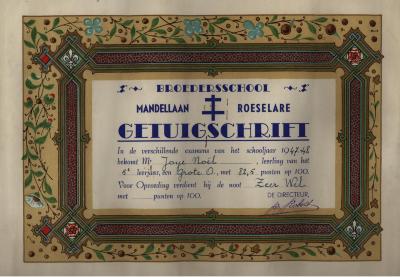 BROEDERSSCHOOL
MANDELLAAN ROESELARE
GETUIGSCHRIFT
In de verschillende examens van het schooljaar 1947-48
bekomt Mr Joye Noël, leerling van het
6e leerjaar, den Grote O., met 82,5 punten op 100.
Voor Opvoeding verdient hij de noot Zeer Wel
met punten op 100.
DE DIRECTEUR,